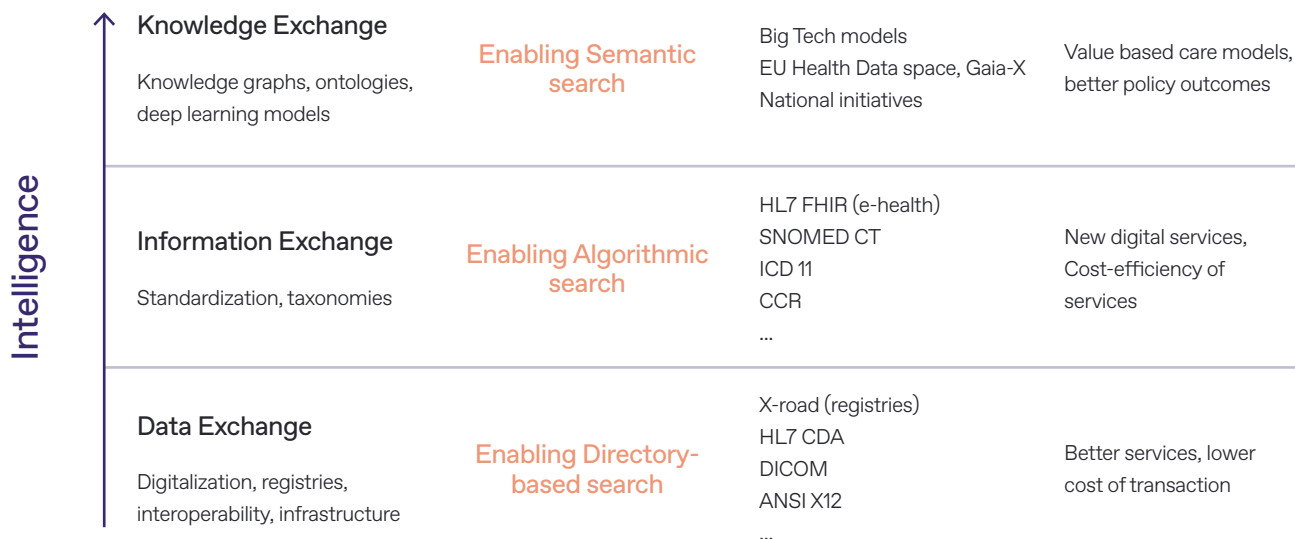 Intelligence
Knowledge Exchange
Knowledge graphs, ontologies,
deep learning models
Enabling Semantic
search
Big Tech models
EU Health Data space, Gaia-X
National initiatives
Value based care models,
better policy outcomes
Information Exchange
Standardization, taxonomies
Enabling Algorithmic
search
HL7 FHIR (e-health)
SNOMED CT
ICD 11
CCR
...
New digital services,
Cost-efficiency of
services
Data Exchange
Digitalization, registries,
interoperability, infrastructure
Enabling Directory-
based search
X-road (registries)
HL7 CDA
DICOM
ANSI X12
...
Better services, lower
cost of transaction